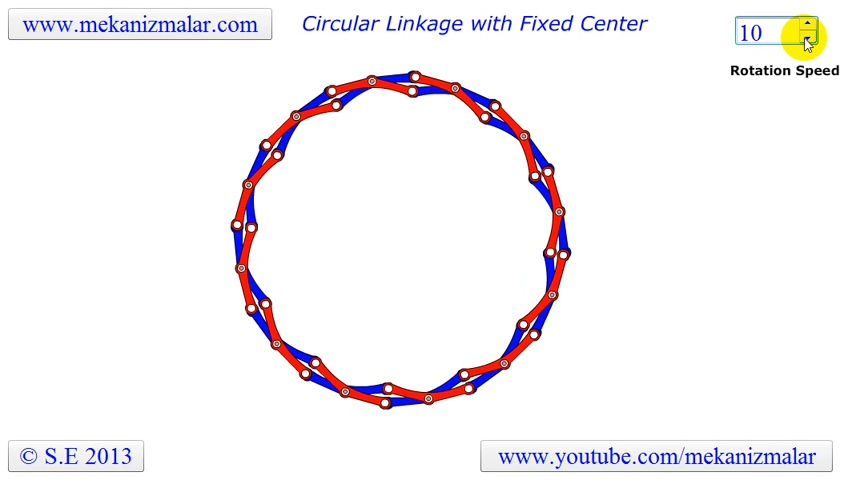 www.mekanizmalar.com
Circular Linkage with Fixed Center
10
Rotation Speed
© S.E 2013
www.youtube.com/mekanizmalar